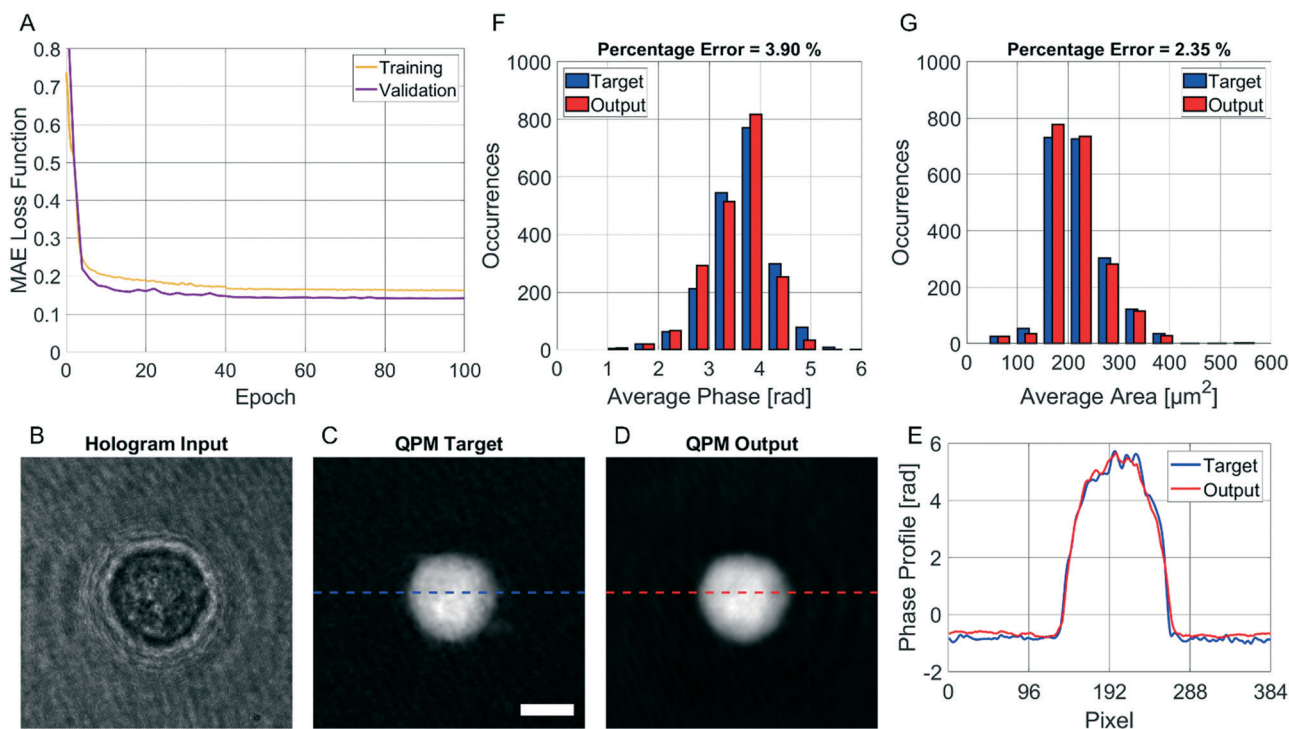 A
0.8
0.7
0.6
0.5
0.4
0.3
0.2
0.1
0
0 20 40 60 80 100
MAE Loss Function
Epoch
Training
Validation
F
Percentage Error = 3.90 %
1000
800
600
400
200
0
0 1 2 3 4 5 6
Occurrences
Average Phase [rad]
Target
Output
G
Percentage Error = 2.35 %
1000
800
600
400
200
0
0 100 200 300 400 500 600
Occurrences
Average Area [µm²]
Target
Output
B
Hologram Input
C
QPM Target
D
QPM Output
E
6
4
2
0
-2
0 96 192 288 384
Phase Profile [rad]
Pixel
Target
Output